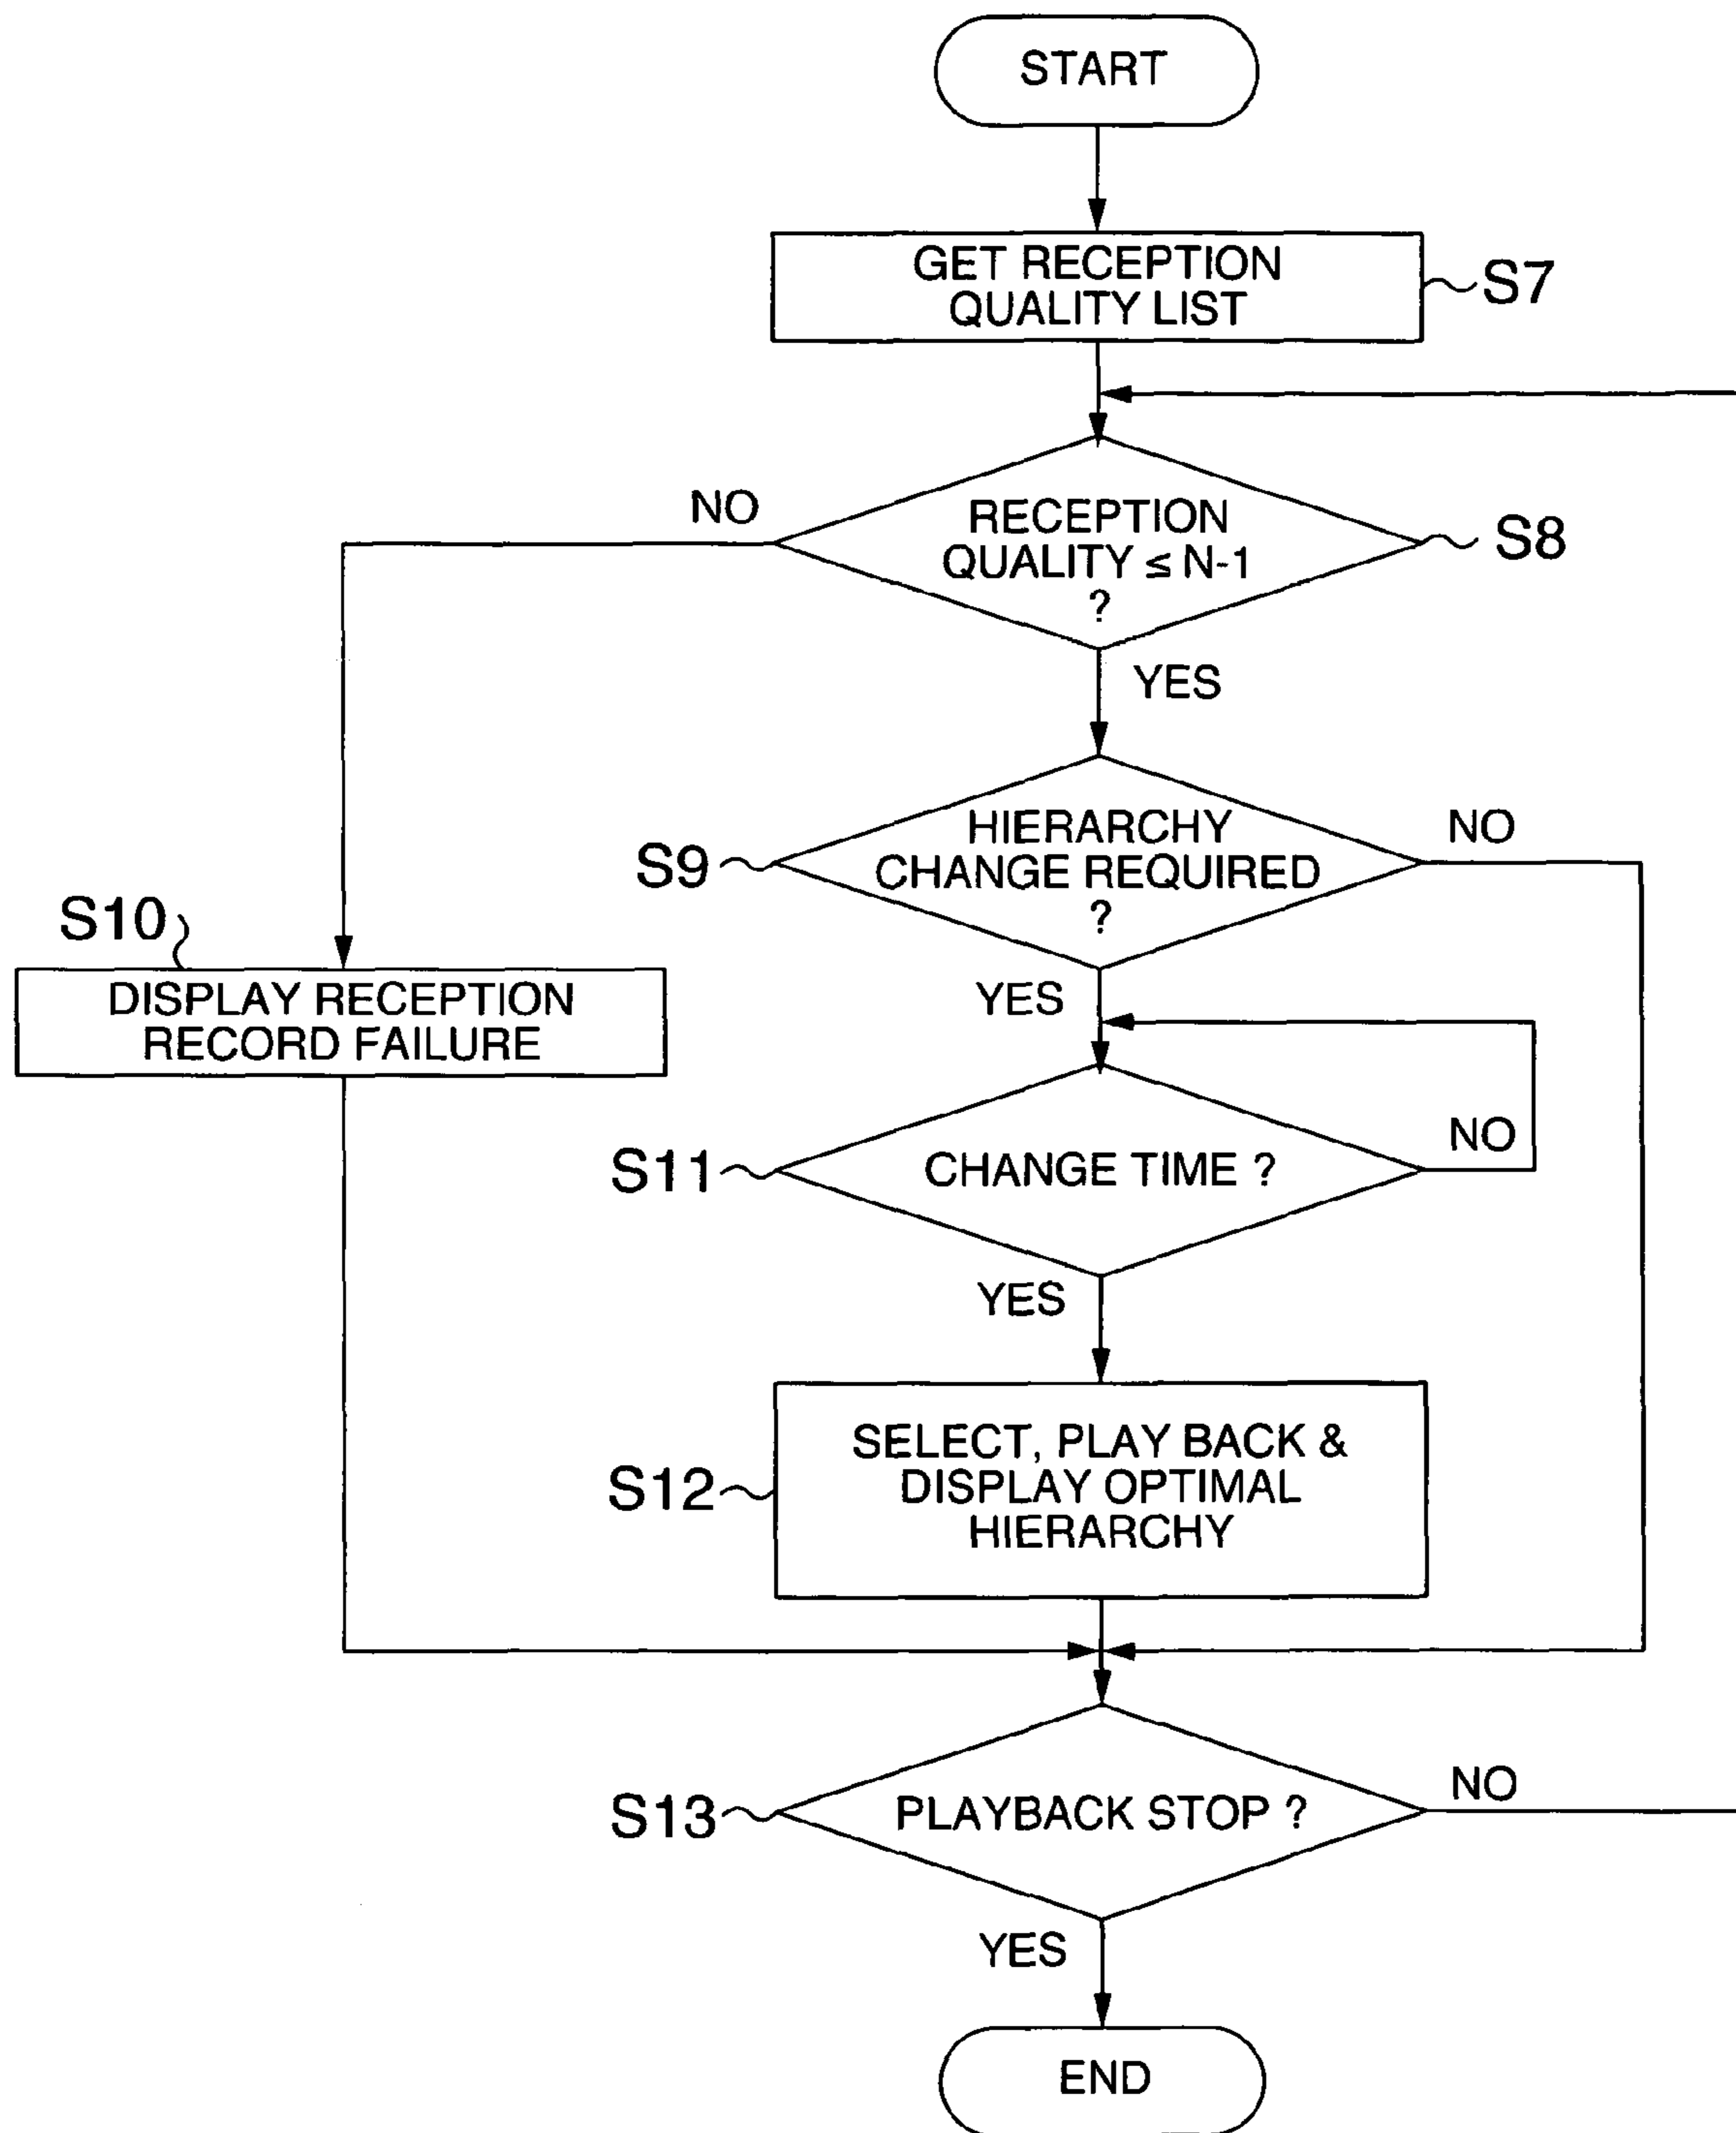 START
GET RECEPTION
QUALITY LIST
S7
NO
RECEPTION
QUALITY ≤ N-1
?
S8
YES
HIERARCHY
CHANGE REQUIRED
?
NO
S9
S10
DISPLAY RECEPTION
RECORD FAILURE
YES
CHANGE TIME ?
NO
S11
YES
SELECT, PLAY BACK &
DISPLAY OPTIMAL
HIERARCHY
S12
PLAYBACK STOP ?
NO
S13
YES
END